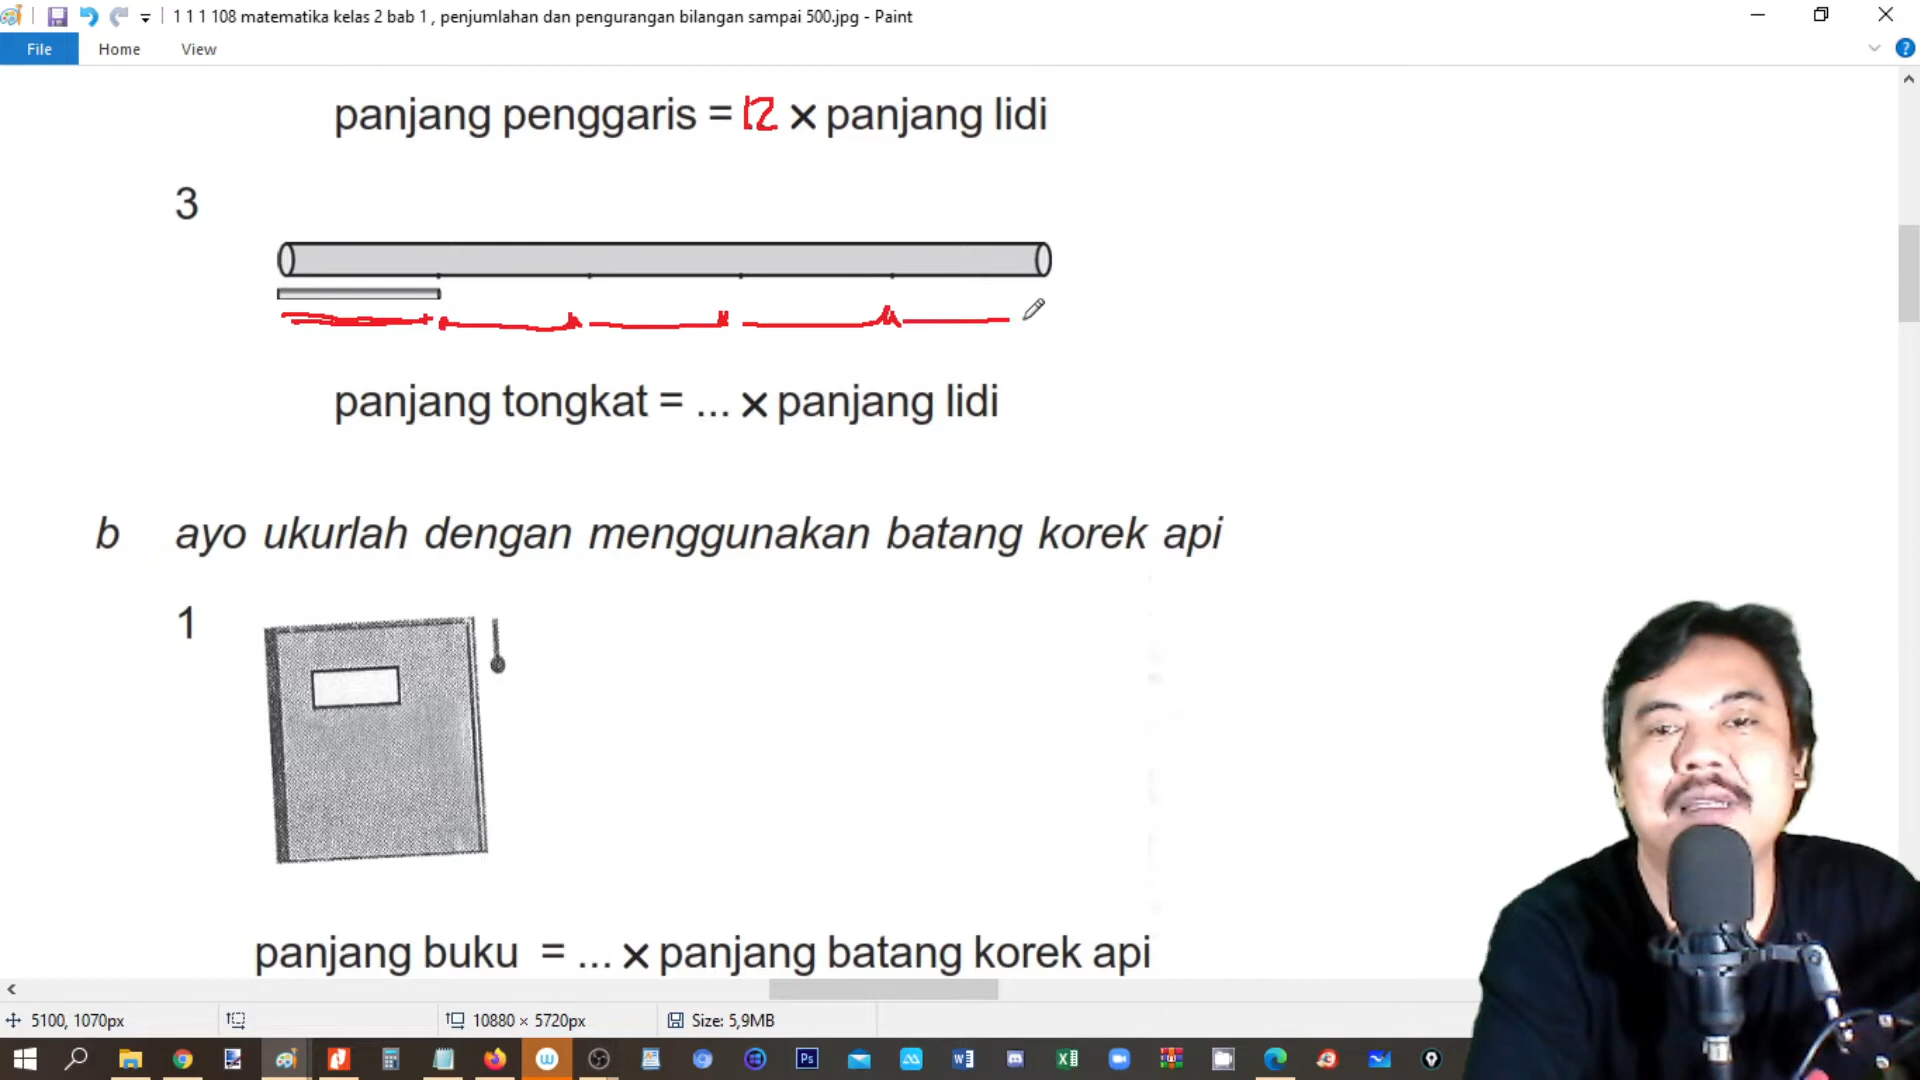 1 1 1 108 matematika kelas 2 bab 1 , penjumlahan dan pengurangan bilangan sampai 500.jpg - Paint
File Home View
panjang penggaris = 12 × panjang lidi
3
panjang tongkat = ... × panjang lidi
b ayo ukurlah dengan menggunakan batang korek api
1
panjang buku = ... × panjang batang korek api
5100, 1070px 10880 × 5720px Size: 5,9MB